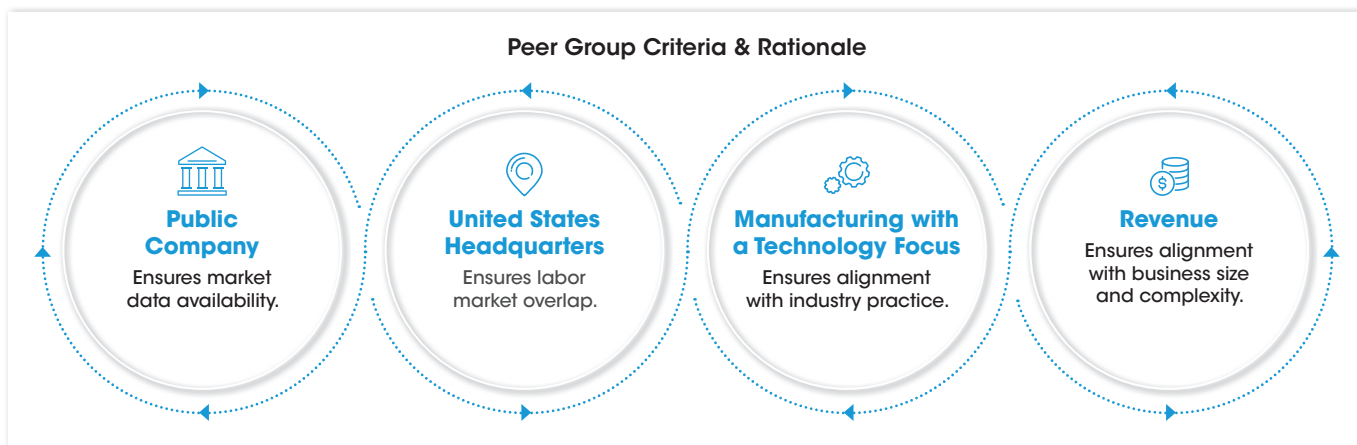 Peer Group Criteria & Rationale
Public
Company
Ensures market
data availability.
United States
Headquarters
Ensures labor
market overlap.
Manufacturing with
a Technology Focus
Ensures alignment
with industry practice.
$
Revenue
Ensures alignment
with business size
and complexity.